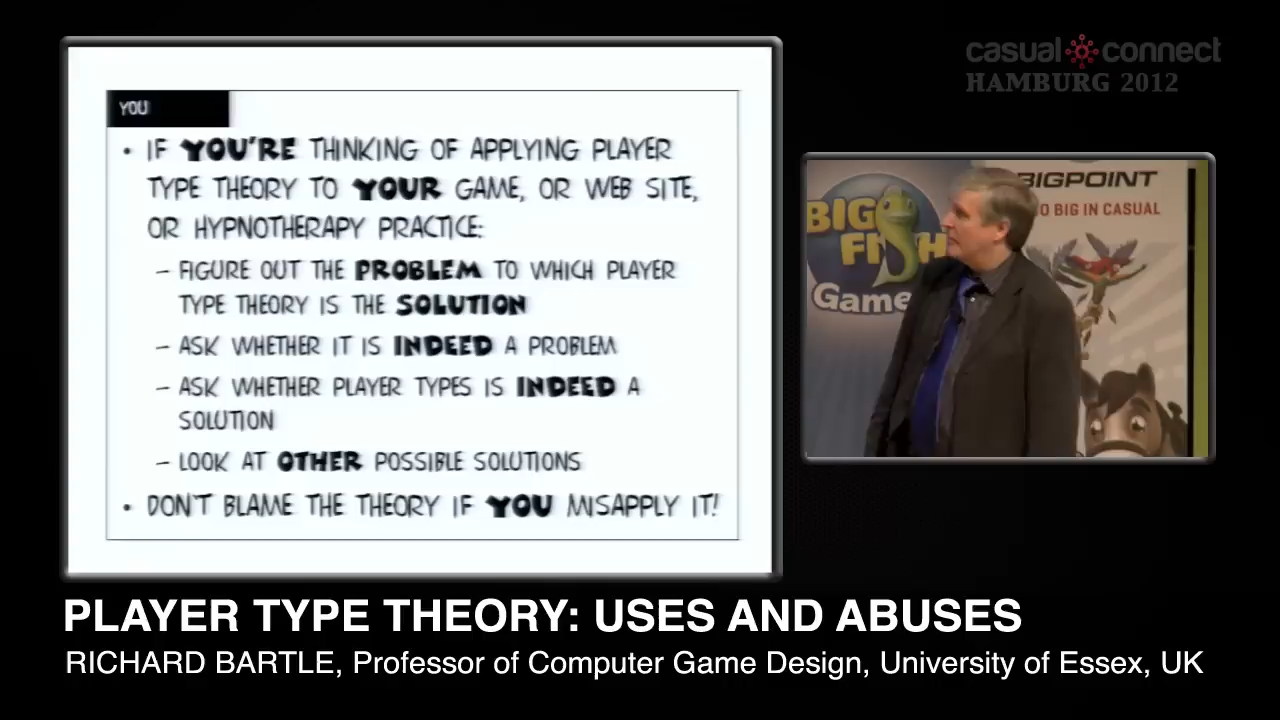 casual connect
HAMBURG 2012
YOU
• IF YOU'RE THINKING OF APPLYING PLAYER
TYPE THEORY TO YOUR GAME, OR WEB SITE,
OR HYPNOTHERAPY PRACTICE:
– FIGURE OUT THE PROBLEM TO WHICH PLAYER
TYPE THEORY IS THE SOLUTION
– ASK WHETHER IT IS INDEED A PROBLEM
– ASK WHETHER PLAYER TYPES IS INDEED A
SOLUTION
– LOOK AT OTHER POSSIBLE SOLUTIONS
• DON'T BLAME THE THEORY IF YOU MISAPPLY IT!
BIG
FISH
Game
BIGPOINT
O BIG IN CASUAL
PLAYER TYPE THEORY: USES AND ABUSES
RICHARD BARTLE, Professor of Computer Game Design, University of Essex, UK